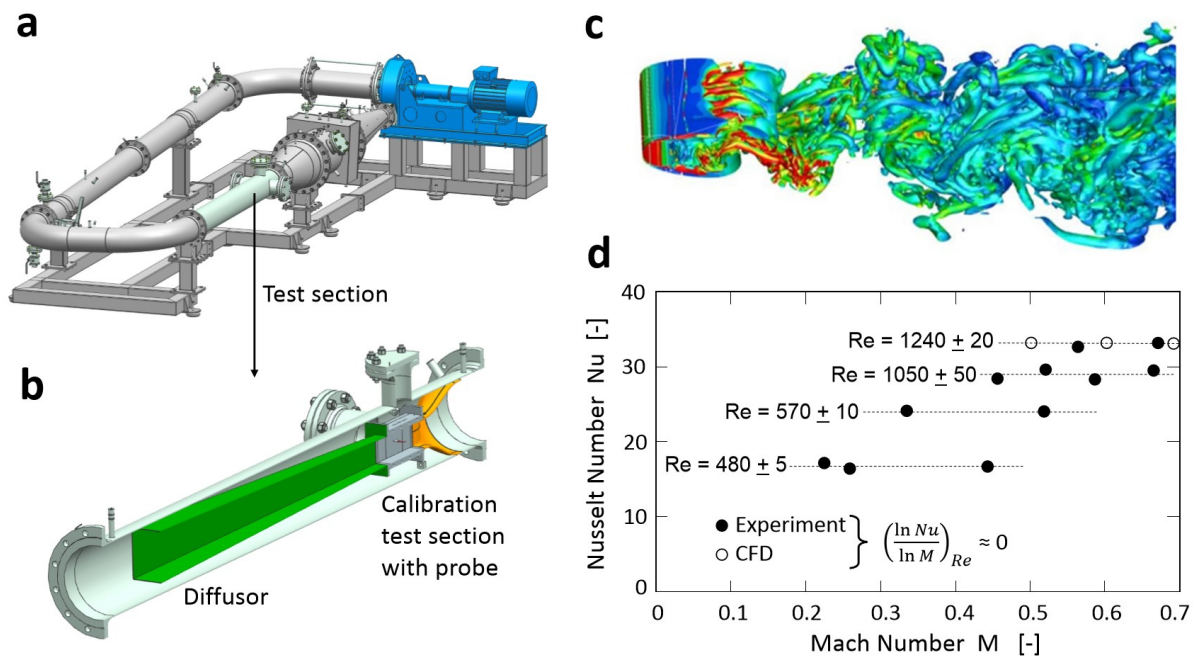 a
Test section
b
Calibration
test section
with probe
Diffusor
c
d
Nusselt Number Nu [-]
40
30
20
10
0
Re = 1240 ± 20
Re = 1050 ± 50
Re = 570 ± 10
Re = 480 ± 5
Experiment
CFD
(ln Nu / ln M)_Re ≈ 0
0 0.1 0.2 0.3 0.4 0.5 0.6 0.7
Mach Number M [-]